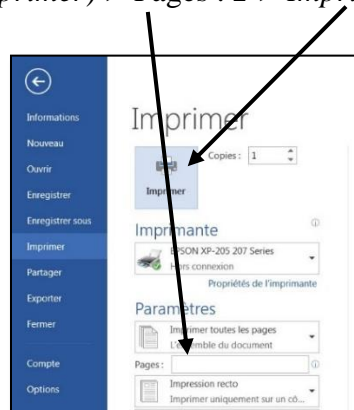 primer) > Pages : 2 > Impr
Informations
Nouveau
Ouvrir
Enregistrer
Enregistrer sous
Imprimer
Partager
Exporter
Fermer
Compte
Options
Imprimer
Copies : 1
Imprimer
Imprimante
EPSON XP-205 207 Series
Hors connexion
Propriétés de l'imprimante
Paramètres
Imprimer toutes les pages
L'ensemble du document
Pages :
Impression recto
Imprimer uniquement sur un cô...